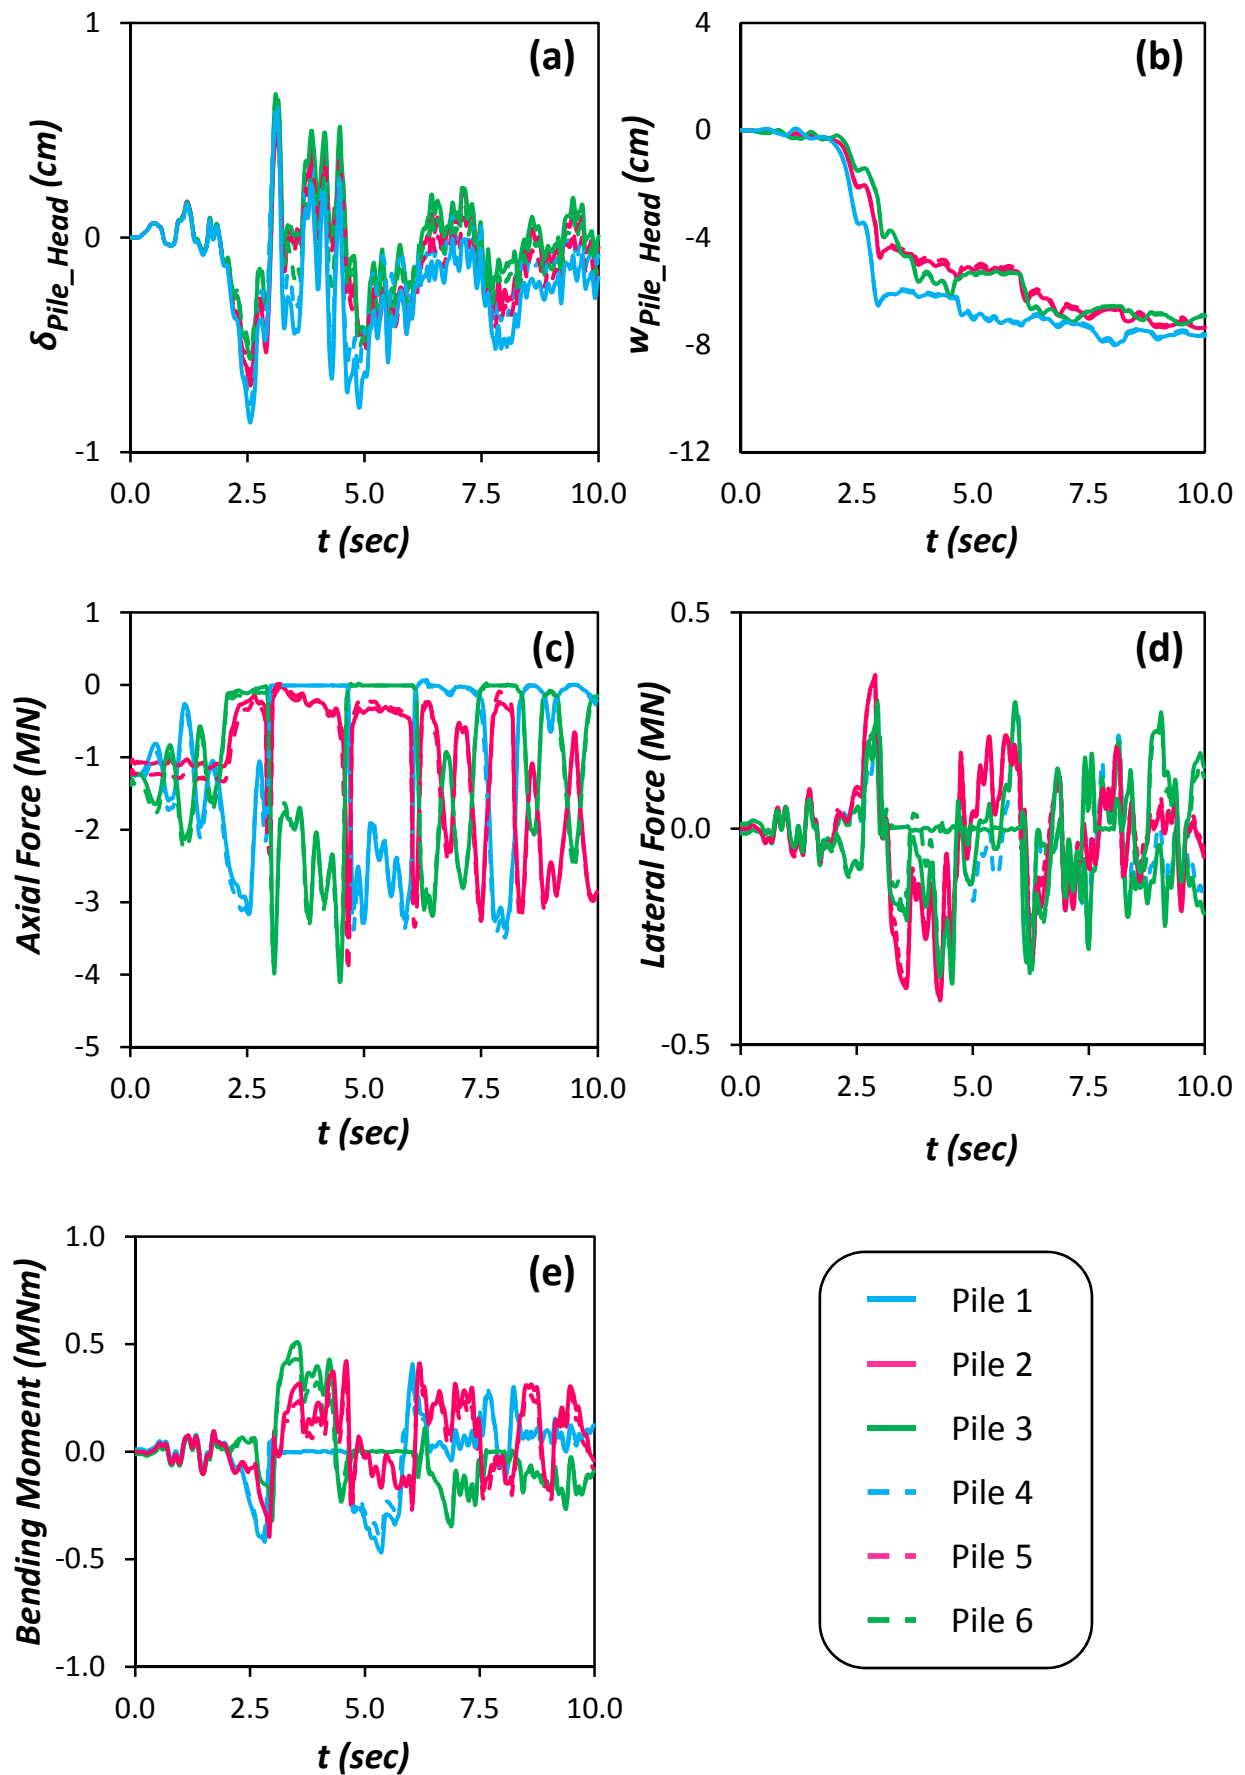 1
(a)
δPile_Head (cm)
0
-1
0.0 2.5 5.0 7.5 10.0
t (sec)
4
(b)
wPile_Head (cm)
0
-4
-8
-12
0.0 2.5 5.0 7.5 10.0
t (sec)
1
(c)
Axial Force (MN)
0
-1
-2
-3
-4
-5
0.0 2.5 5.0 7.5 10.0
t (sec)
0.5
(d)
Lateral Force (MN)
0.0
-0.5
0.0 2.5 5.0 7.5 10.0
t (sec)
1.0
(e)
Bending Moment (MNm)
0.5
0.0
-0.5
-1.0
0.0 2.5 5.0 7.5 10.0
t (sec)
Pile 1
Pile 2
Pile 3
Pile 4
Pile 5
Pile 6